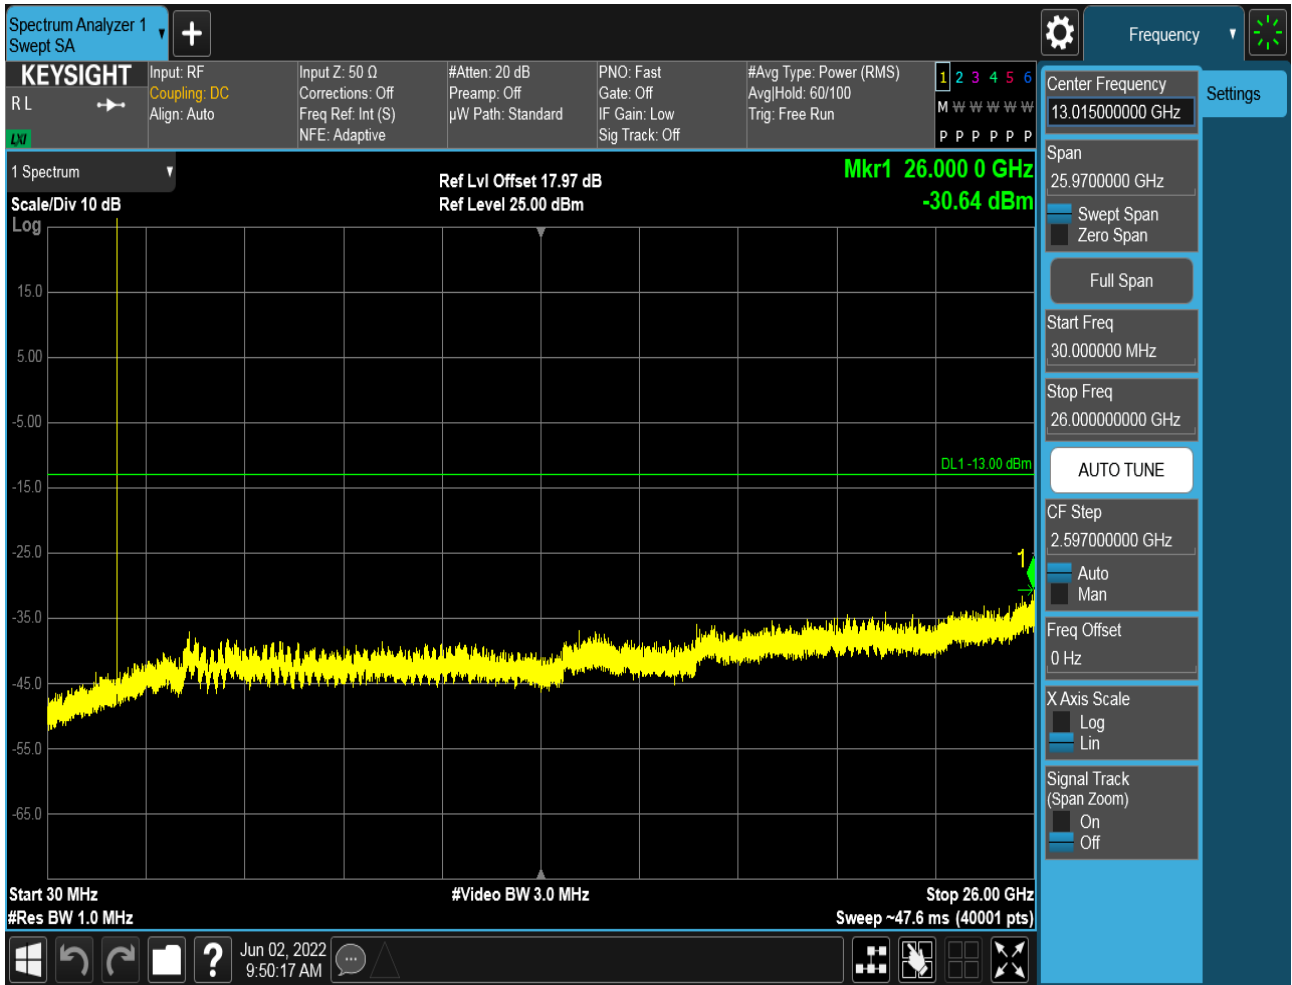 Spectrum Analyzer 1
Swept SA
Frequency
KEYSIGHT
R L
LXI
Input: RF
Coupling: DC
Align: Auto
Input Z: 50 Ω
Corrections: Off
Freq Ref: Int (S)
NFE: Adaptive
#Atten: 20 dB
Preamp: Off
µW Path: Standard
PNO: Fast
Gate: Off
IF Gain: Low
Sig Track: Off
#Avg Type: Power (RMS)
Avg|Hold: 60/100
Trig: Free Run
1 2 3 4 5 6
M W W W W W
P P P P P P
1 Spectrum
Scale/Div 10 dB
Log
Ref Lvl Offset 17.97 dB
Ref Level 25.00 dBm
Mkr1 26.000 0 GHz
-30.64 dBm
15.0
5.00
-5.00
-15.0
-25.0
-35.0
-45.0
-55.0
-65.0
DL1 -13.00 dBm
1
Start 30 MHz
#Res BW 1.0 MHz
#Video BW 3.0 MHz
Stop 26.00 GHz
Sweep ~47.6 ms (40001 pts)
Jun 02, 2022
9:50:17 AM
Center Frequency
13.015000000 GHz
Settings
Span
25.9700000 GHz
Swept Span
Zero Span
Full Span
Start Freq
30.000000 MHz
Stop Freq
26.000000000 GHz
AUTO TUNE
CF Step
2.597000000 GHz
Auto
Man
Freq Offset
0 Hz
X Axis Scale
Log
Lin
Signal Track
(Span Zoom)
On
Off